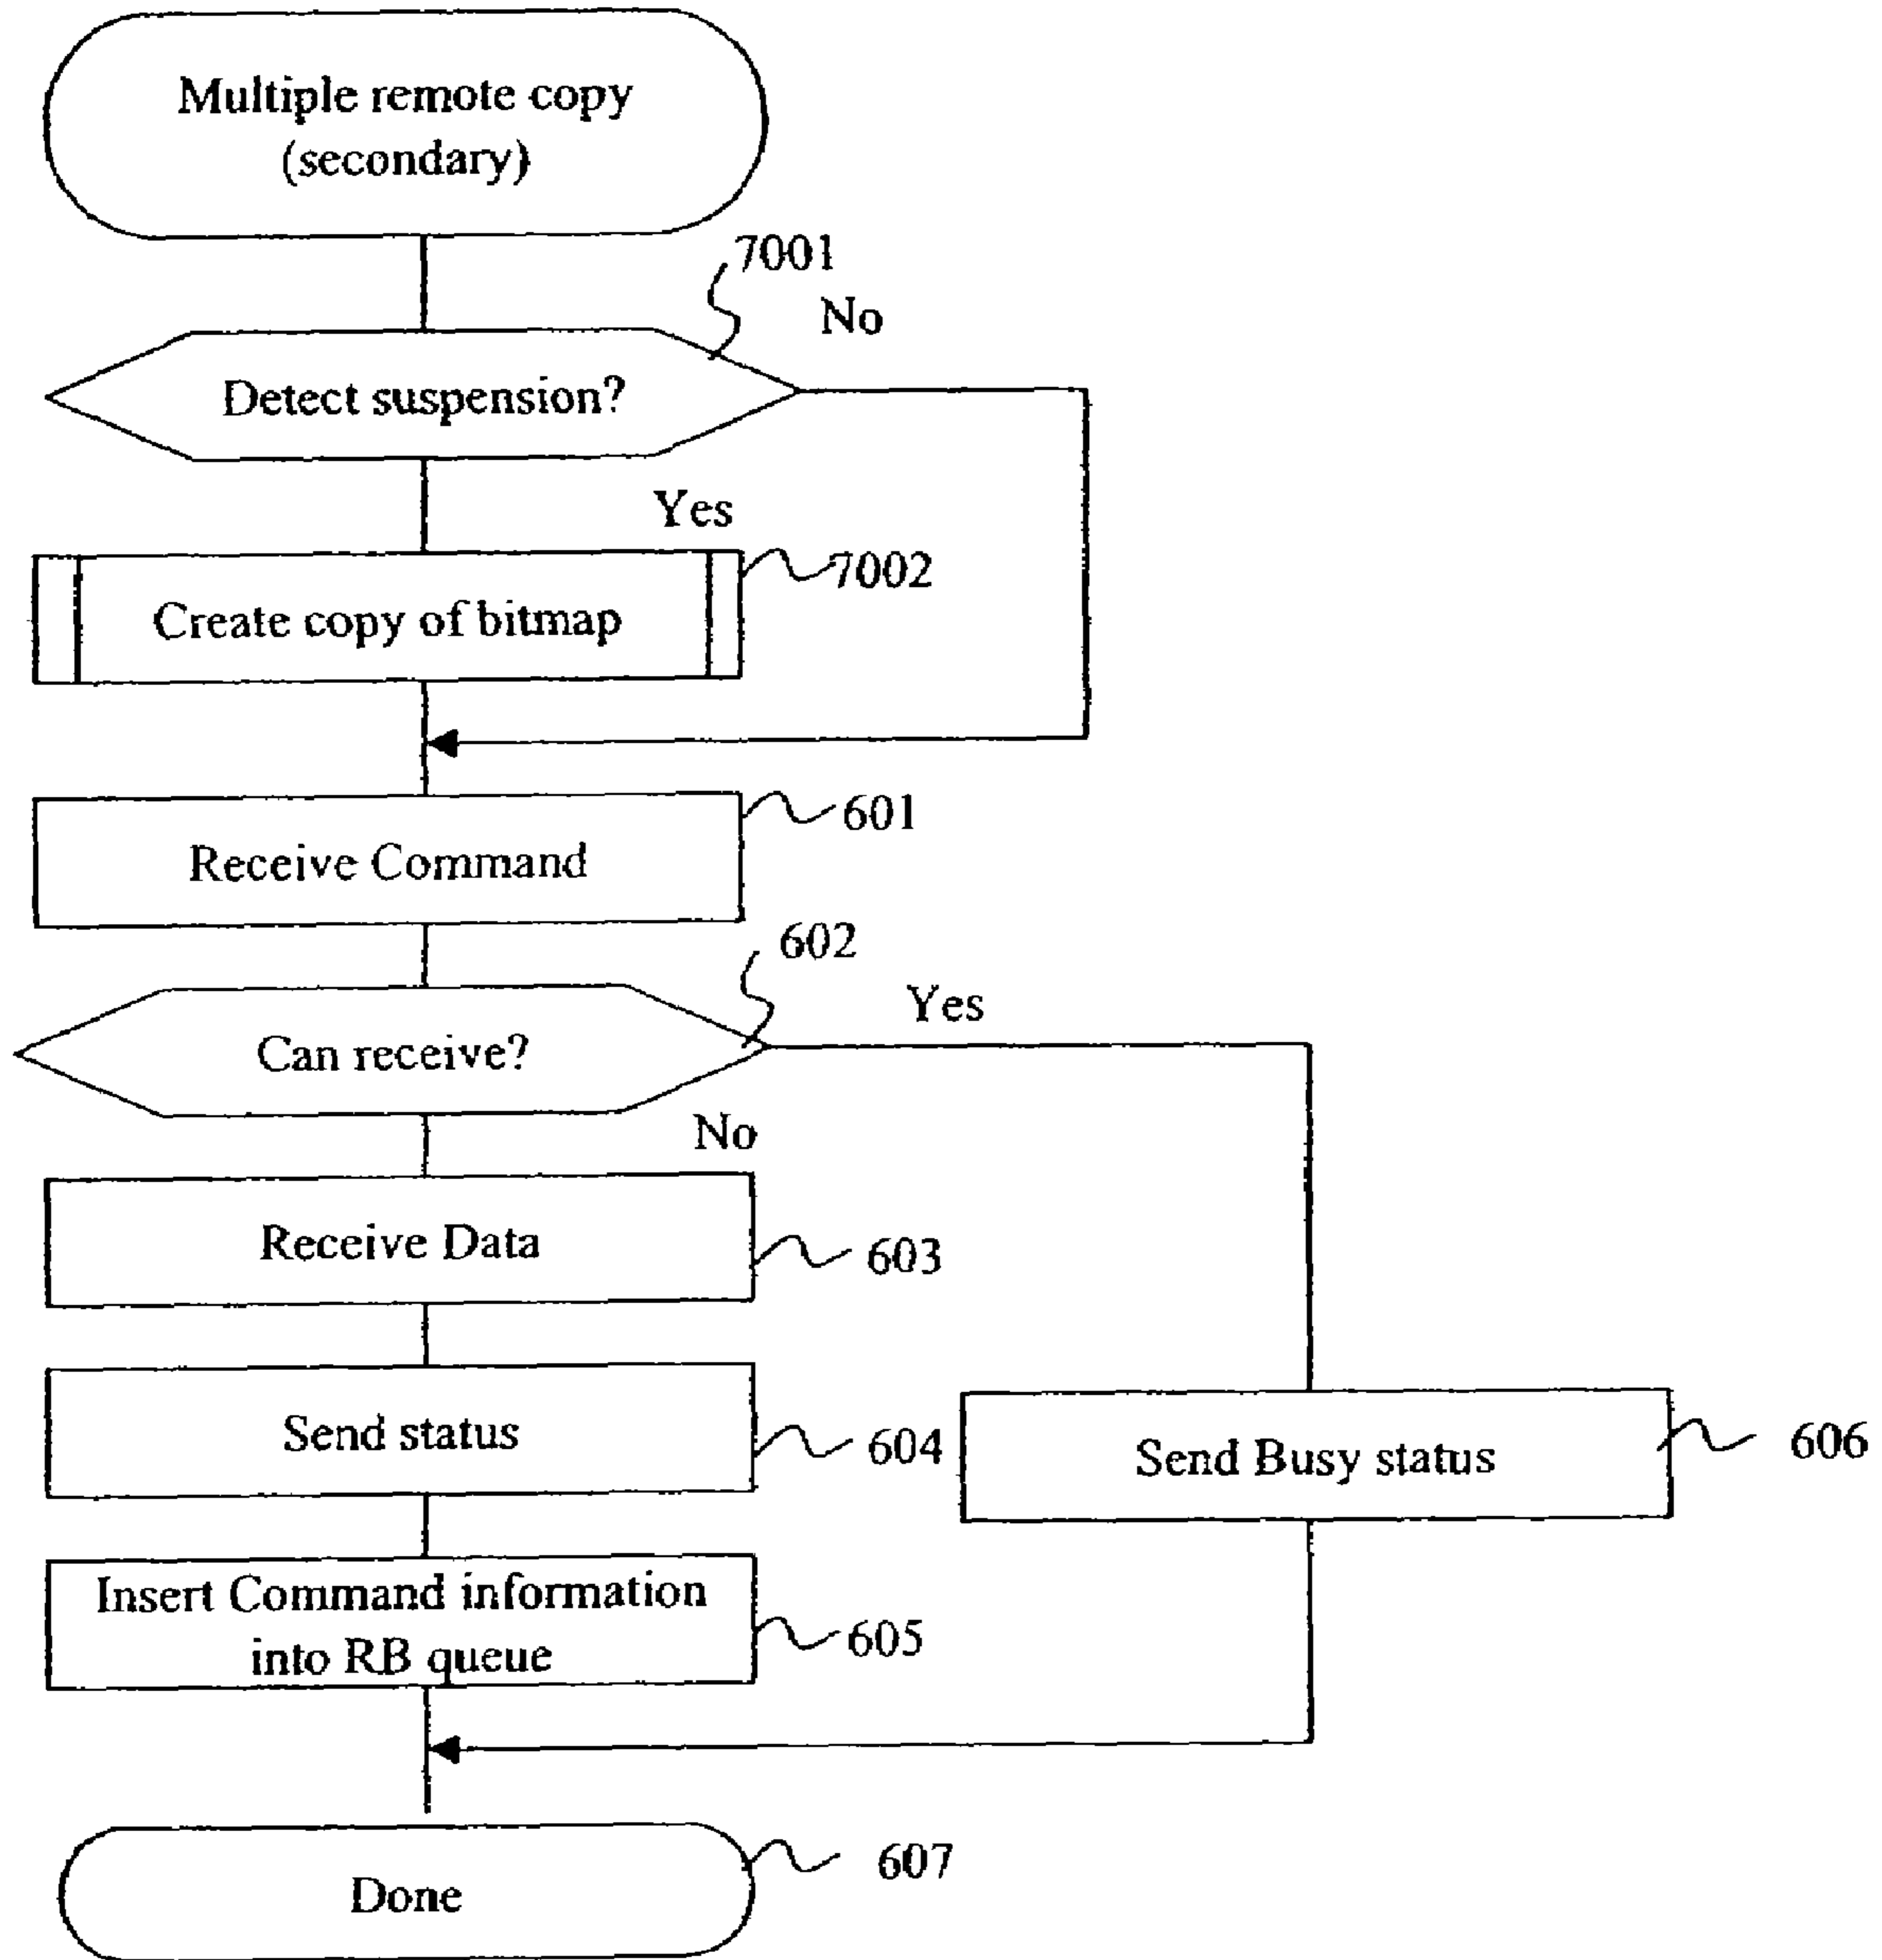 Multiple remote copy
(secondary)
7001
No
Detect suspension?
Yes
7002
Create copy of bitmap
601
Receive Command
602
Yes
Can receive?
No
Receive Data
603
Send status
604
Send Busy status
606
Insert Command information
into RB queue
605
607
Done